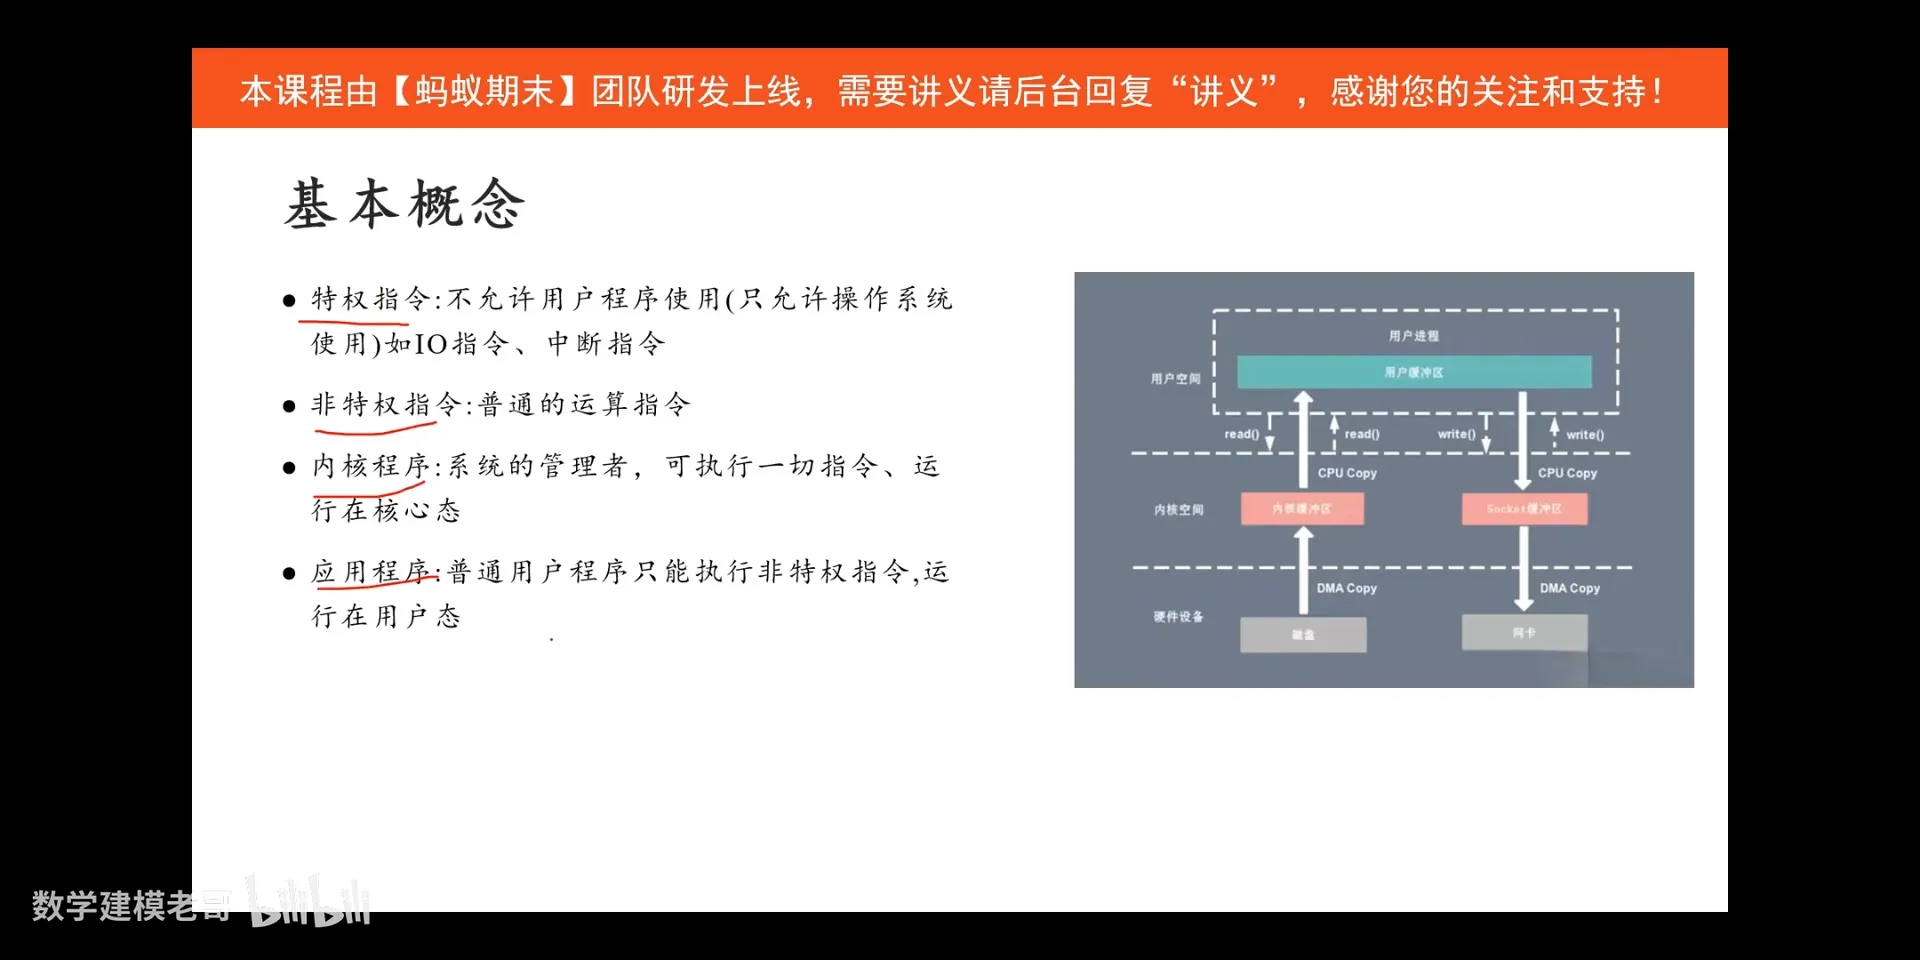 本课程由【蚂蚁期末】团队研发上线，需要讲义请后台回复“讲义”，感谢您的关注和支持！
基本概念
● 特权指令:不允许用户程序使用(只允许操作系统
使用)如IO指令、中断指令
● 非特权指令:普通的运算指令
● 内核程序:系统的管理者，可执行一切指令、运
行在核心态
● 应用程序:普通用户程序只能执行非特权指令,运
行在用户态
用户进程
用户空间
用户缓冲区
read()
read()
write()
write()
CPU Copy
CPU Copy
内核空间
内核缓冲区
Socket缓冲区
DMA Copy
DMA Copy
硬件设备
磁盘
网卡
数学建模老哥
bilibili